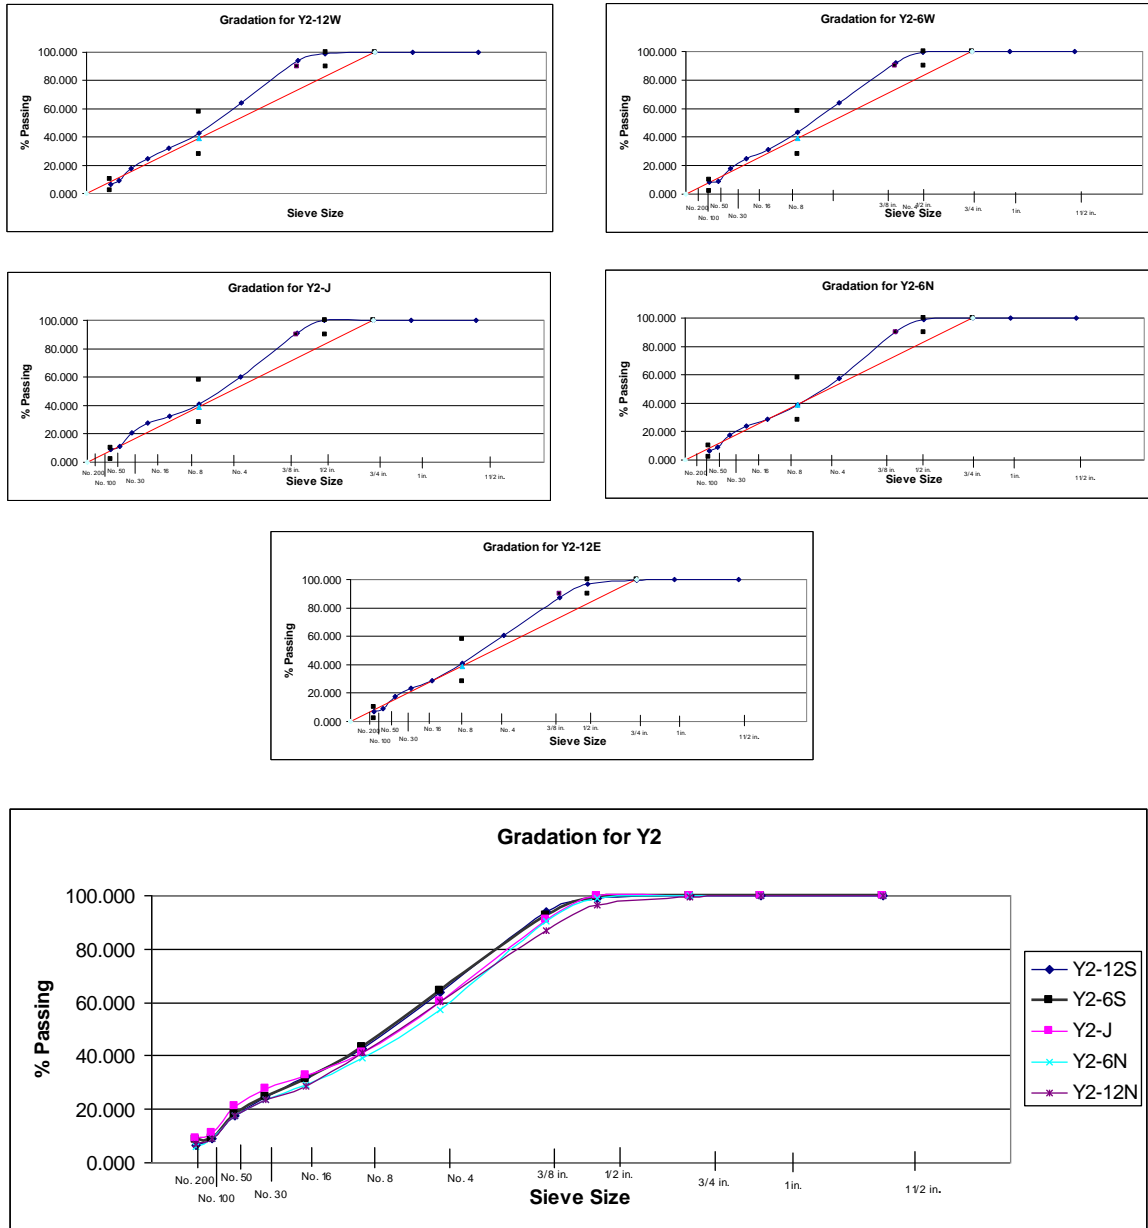 Gradation for Y2-12W
100.000
80.000
60.000
40.000
20.000
0.000
% Passing
Sieve Size
Gradation for Y2-6W
100.000
80.000
60.000
40.000
20.000
0.000
% Passing
No. 200 No. 50 No. 16 No. 8 3/8 in. 1/2 in. 3/4 in. 1in. 11/2 in.
No. 100 No. 30 No. 4
Sieve Size
Gradation for Y2-J
100.000
80.000
60.000
40.000
20.000
0.000
% Passing
No. 200 No. 50 No. 16 No. 8 No. 4 3/8 in. 1/2 in. 3/4 in. 1in. 11/2 in.
No. 100 No. 30
Sieve Size
Gradation for Y2-6N
100.000
80.000
60.000
40.000
20.000
0.000
% Passing
No. 200 No. 50 No. 16 No. 8 No. 4 3/8 in. 1/2 in. 3/4 in. 1in. 11/2 in.
No. 100 No. 30
Sieve Size
Gradation for Y2-12E
100.000
80.000
60.000
40.000
20.000
0.000
% Passing
No. 200 No. 50 No. 16 No. 8 No. 4 3/8 in. 1/2 in. 3/4 in. 1in. 11/2 in.
No. 100 No. 30
Sieve Size
Gradation for Y2
100.000
80.000
60.000
40.000
20.000
0.000
% Passing
No. 200 No. 50 No. 16 No. 8 No. 4 3/8 in. 1/2 in. 3/4 in. 1in. 11/2 in.
No. 100 No. 30
Sieve Size
Y2-12S
Y2-6S
Y2-J
Y2-6N
Y2-12N